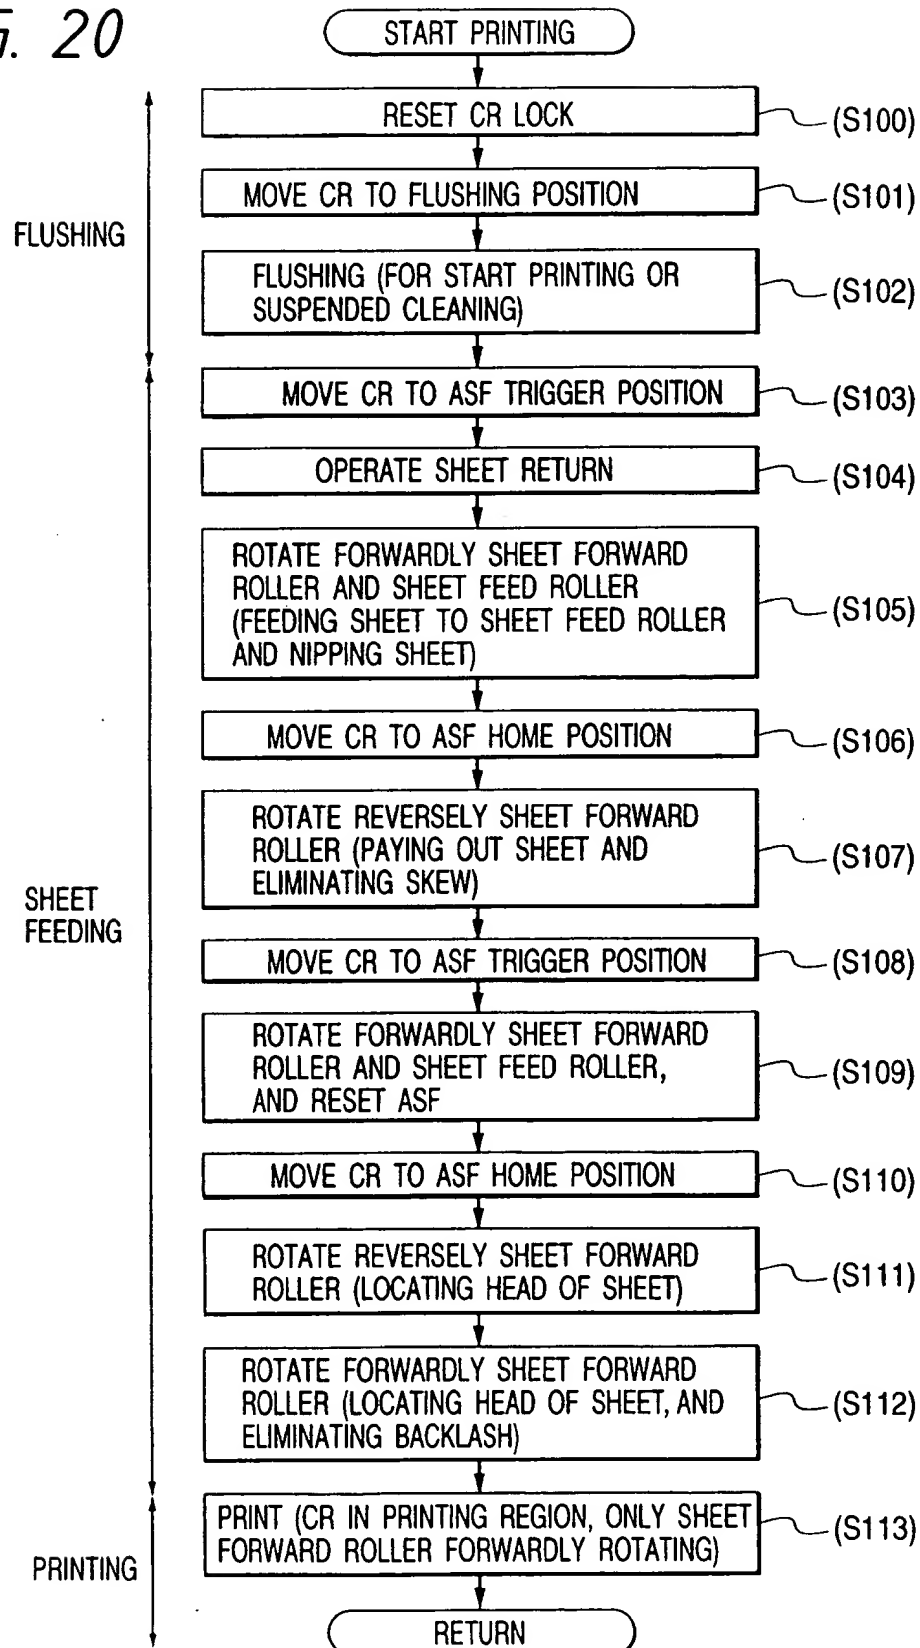 G. 20
START PRINTING
RESET CR LOCK
(S100)
MOVE CR TO FLUSHING POSITION
(S101)
FLUSHING
FLUSHING (FOR START PRINTING OR
SUSPENDED CLEANING)
(S102)
MOVE CR TO ASF TRIGGER POSITION
(S103)
OPERATE SHEET RETURN
(S104)
ROTATE FORWARDLY SHEET FORWARD
ROLLER AND SHEET FEED ROLLER
(FEEDING SHEET TO SHEET FEED ROLLER
AND NIPPING SHEET)
(S105)
MOVE CR TO ASF HOME POSITION
(S106)
ROTATE REVERSELY SHEET FORWARD
ROLLER (PAYING OUT SHEET AND
ELIMINATING SKEW)
(S107)
SHEET
FEEDING
MOVE CR TO ASF TRIGGER POSITION
(S108)
ROTATE FORWARDLY SHEET FORWARD
ROLLER AND SHEET FEED ROLLER,
AND RESET ASF
(S109)
MOVE CR TO ASF HOME POSITION
(S110)
ROTATE REVERSELY SHEET FORWARD
ROLLER (LOCATING HEAD OF SHEET)
(S111)
ROTATE FORWARDLY SHEET FORWARD
ROLLER (LOCATING HEAD OF SHEET, AND
ELIMINATING BACKLASH)
(S112)
PRINT (CR IN PRINTING REGION, ONLY SHEET
FORWARD ROLLER FORWARDLY ROTATING)
(S113)
PRINTING
RETURN